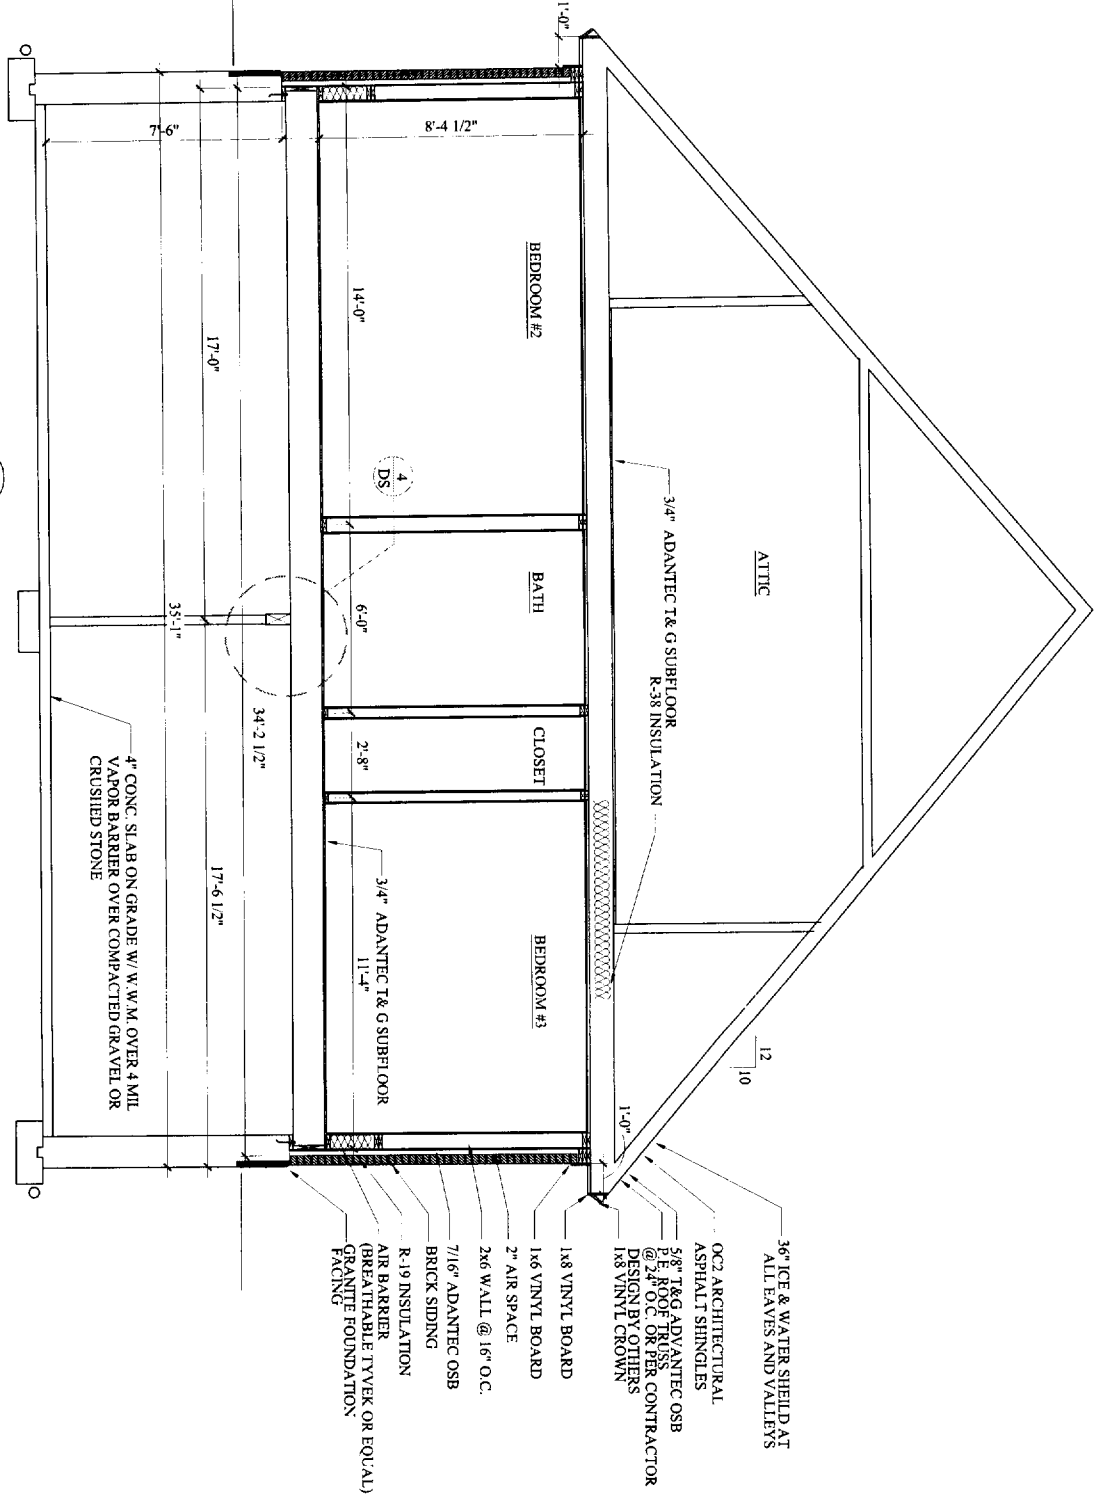 36" ICE & WATER SHEILD AT
ALL EAVES AND VALLEYS
OC2 ARCHITECTURAL
ASPHALT SHINGLES
5/8" T&G ADVANTEC OSB
P.E. ROOF TRUSS
@ 24" O.C. OR PER CONTRACTOR
DESIGN BY OTHERS
1x8 VINYL CROWN
12
10
1'-0"
ATTIC
3/4" ADANTEC T& G SUBFLOOR
R-38 INSULATION
1'-0"
1x8 VINYL BOARD
1x6 VINYL BOARD
2" AIR SPACE
2x6 WALL @ 16" O.C.
7/16" ADANTEC OSB
BRICK SIDING
R-19 INSULATION
AIR BARRIER
(BREATHABLE TYVEK OR EQUAL)
GRANITE FOUNDATION
FACING
BEDROOM #2
BATH
CLOSET
BEDROOM #3
8'-4 1/2"
4
DS
3/4" ADANTEC T& G SUBFLOOR
14'-0"
6'-0"
2'-8"
11'-4"
34'-2 1/2"
17'-0"
17'-6 1/2"
7'-6"
35'-1"
4" CONC. SLAB ON GRADE W/ W.W.M. OVER 4 MIL
VAPOR BARRIER OVER COMPACTED GRAVEL OR
CRUSHED STONE